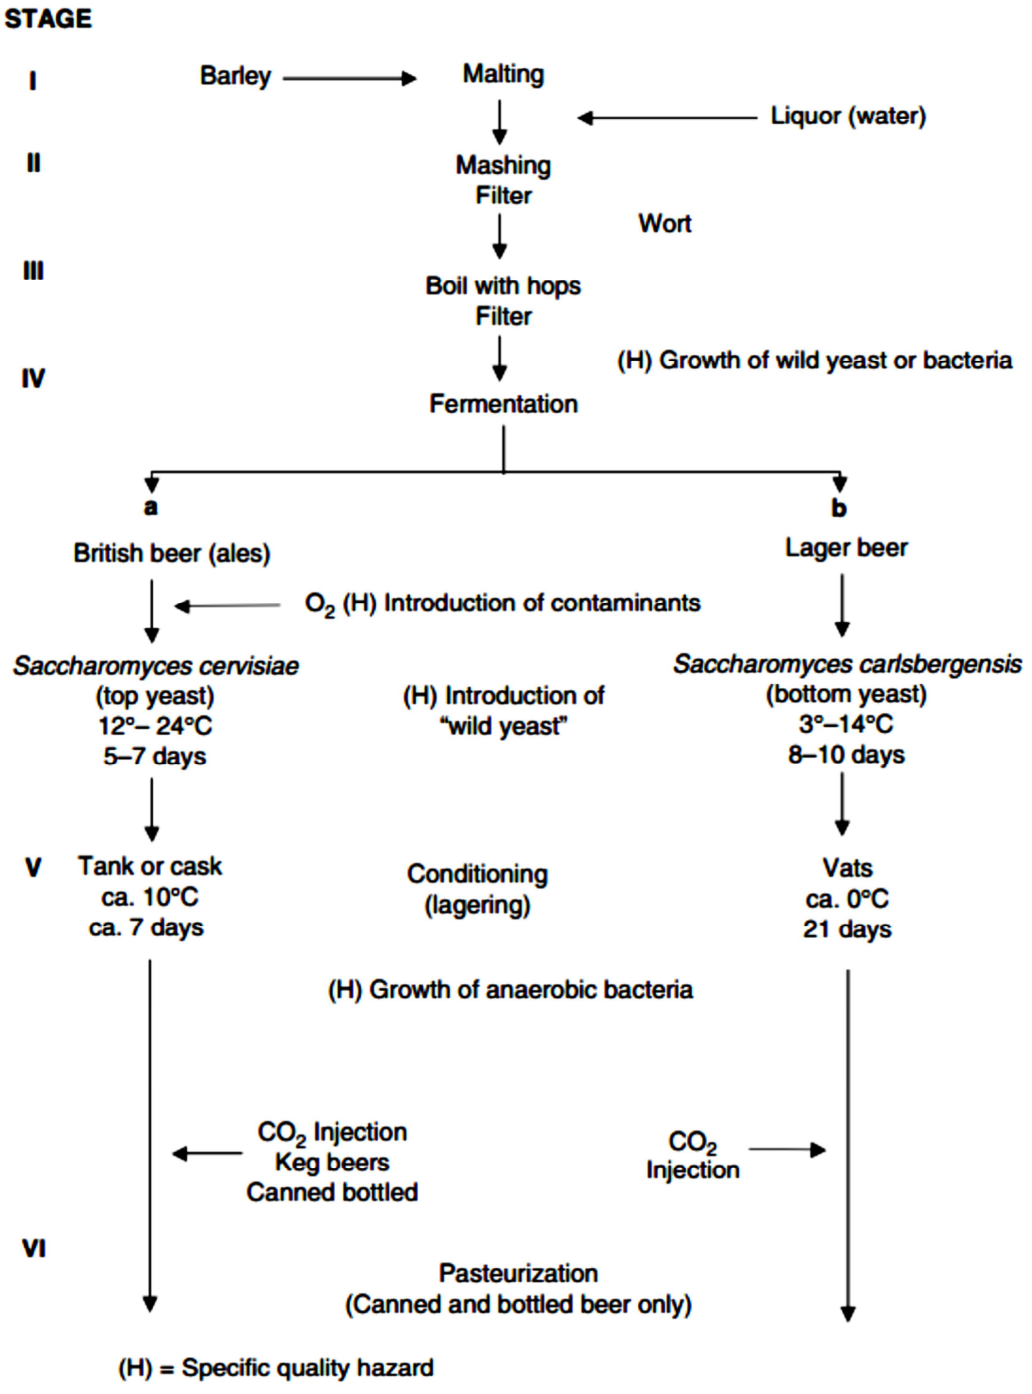 STAGE
I
Barley
Malting
Liquor (water)
II
Mashing
Filter
Wort
III
Boil with hops
Filter
(H) Growth of wild yeast or bacteria
IV
Fermentation
a
b
British beer (ales)
Lager beer
O₂ (H) Introduction of contaminants
Saccharomyces cervisiae
(top yeast)
12°– 24°C
5–7 days
(H) Introduction of
“wild yeast”
Saccharomyces carlsbergensis
(bottom yeast)
3°–14°C
8–10 days
V
Tank or cask
ca. 10°C
ca. 7 days
Conditioning
(lagering)
Vats
ca. 0°C
21 days
(H) Growth of anaerobic bacteria
CO₂ Injection
Keg beers
Canned bottled
CO₂
Injection
VI
Pasteurization
(Canned and bottled beer only)
(H) = Specific quality hazard